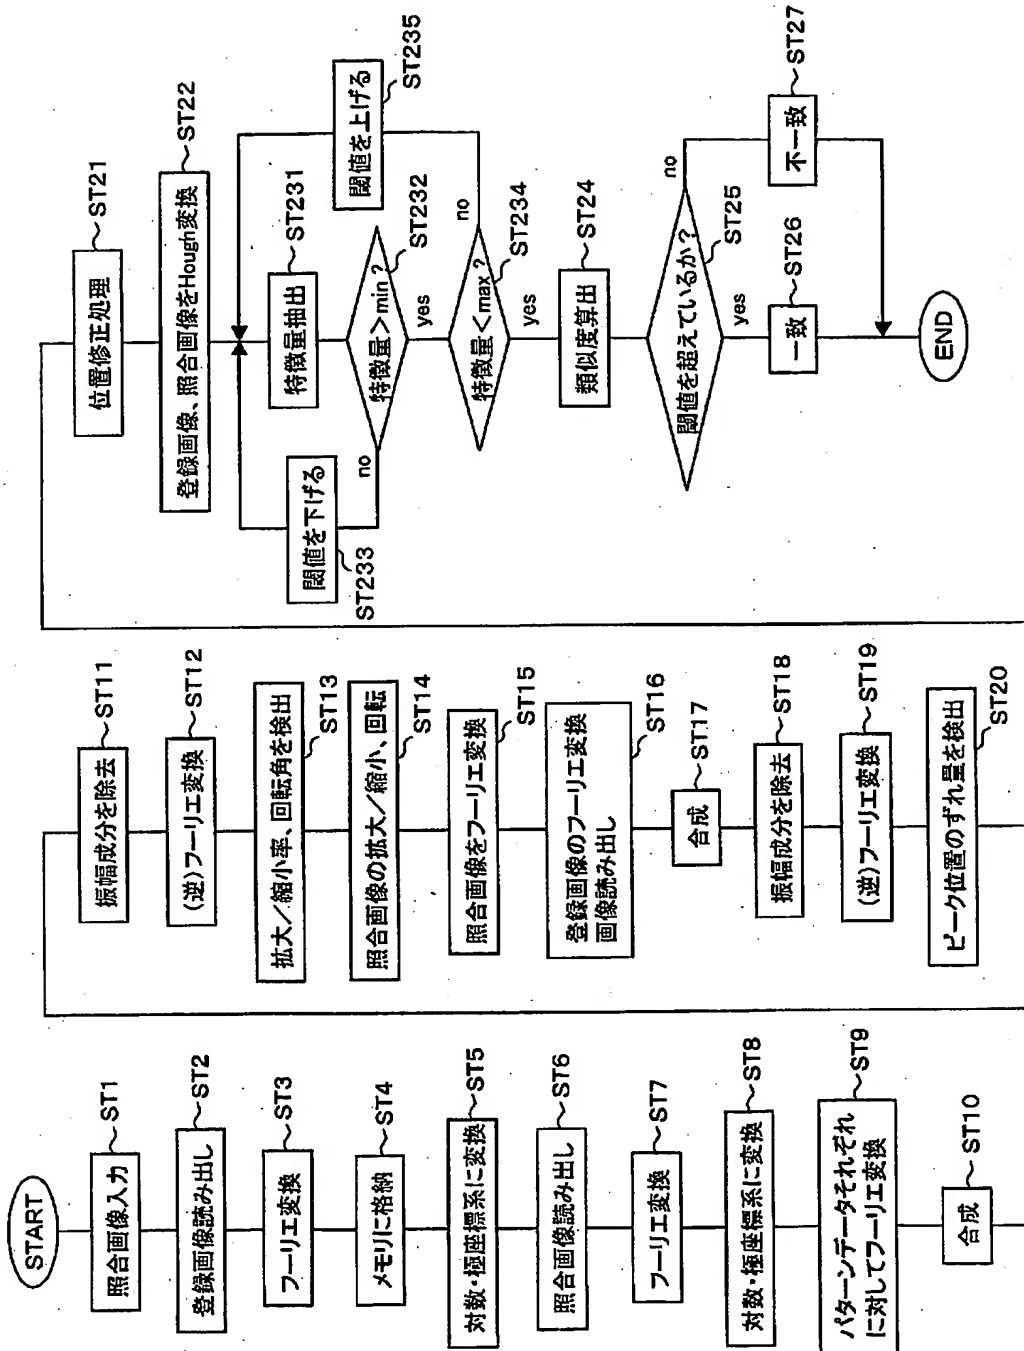 START
照合画像入力
ST1
登録画像読み出し
ST2
フーリエ変換
ST3
メモリに格納
ST4
対数・極座標系に変換
ST5
照合画像読み出し
ST6
フーリエ変換
ST7
対数・極座標系に変換
ST8
パターンデータそれぞれ
に対してフーリエ変換
ST9
合成
ST10
振幅成分を除去
ST11
(逆)フーリエ変換
ST12
拡大／縮小率、回転角を検出
ST13
照合画像の拡大／縮小、回転
ST14
照合画像をフーリエ変換
ST15
登録画像のフーリエ変換
画像読み出し
ST16
合成
ST17
振幅成分を除去
ST18
(逆)フーリエ変換
ST19
ピーク位置のずれ量を検出
ST20
位置修正処理
ST21
登録画像、照合画像をHough変換
ST22
特徴量抽出
ST231
特徴量>min?
ST232
no
yes
閾値を下げる
ST233
特徴量<max?
ST234
no
yes
閾値を上げる
ST235
類似度算出
ST24
閾値を超えているか?
ST25
no
yes
一致
ST26
不一致
ST27
END